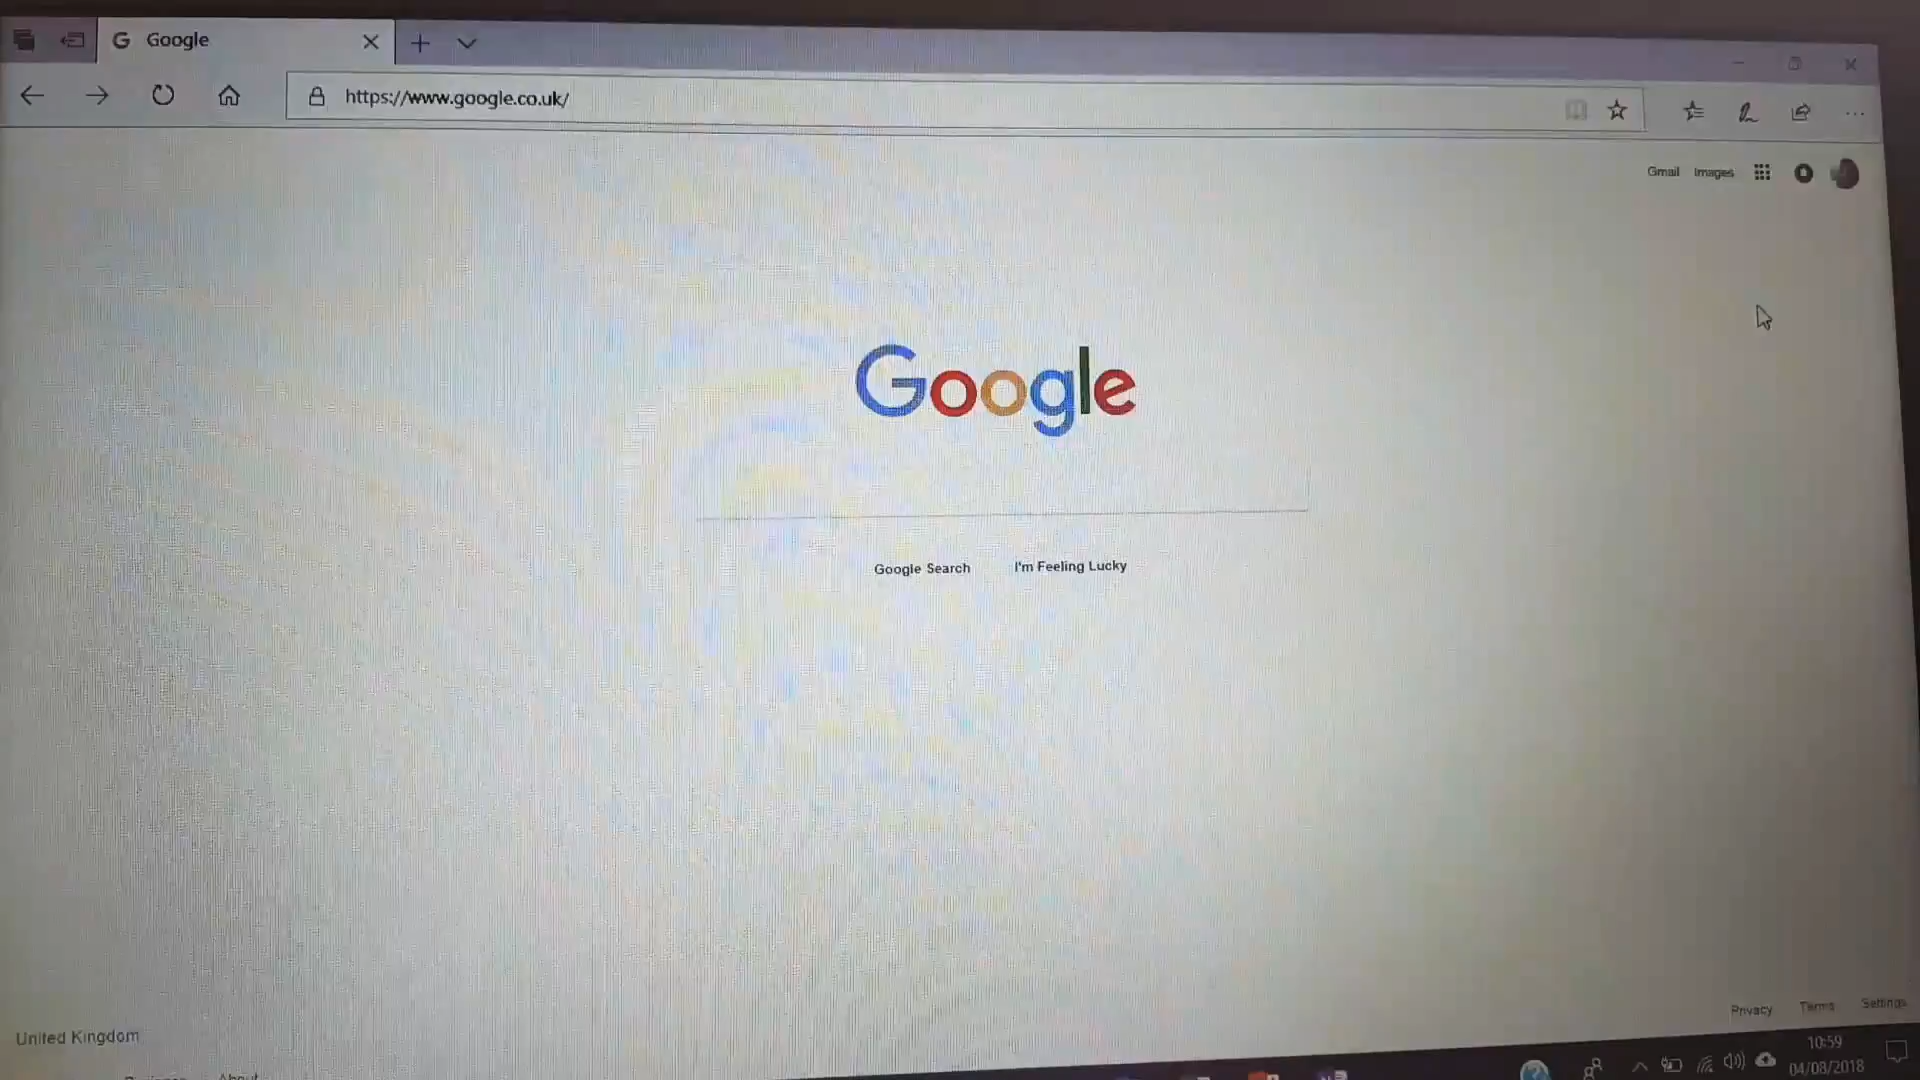 Google
https://www.google.co.uk/
Gmail Images
Google
Google Search I'm Feeling Lucky
Privacy Terms Settings
United Kingdom
10:59
04/08/2018